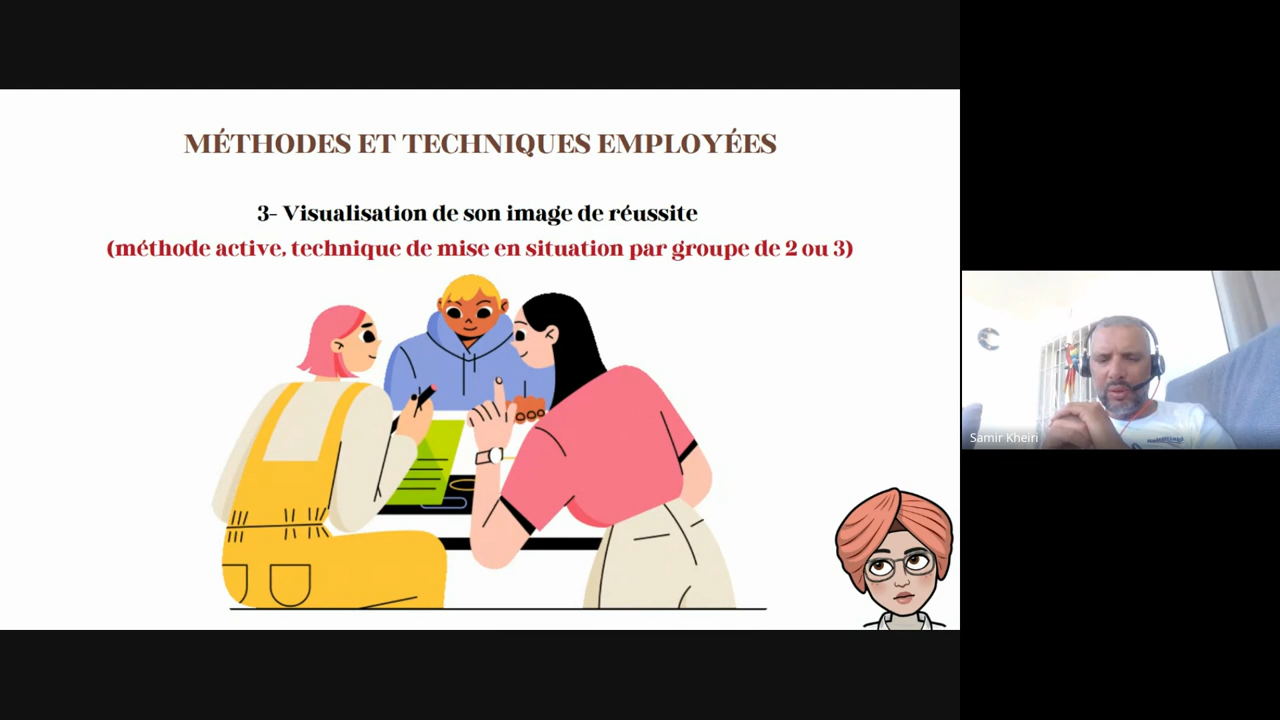 MÉTHODES ET TECHNIQUES EMPLOYÉES
3- Visualisation de son image de réussite
(méthode active, technique de mise en situation par groupe de 2 ou 3)
Samir Kheiri